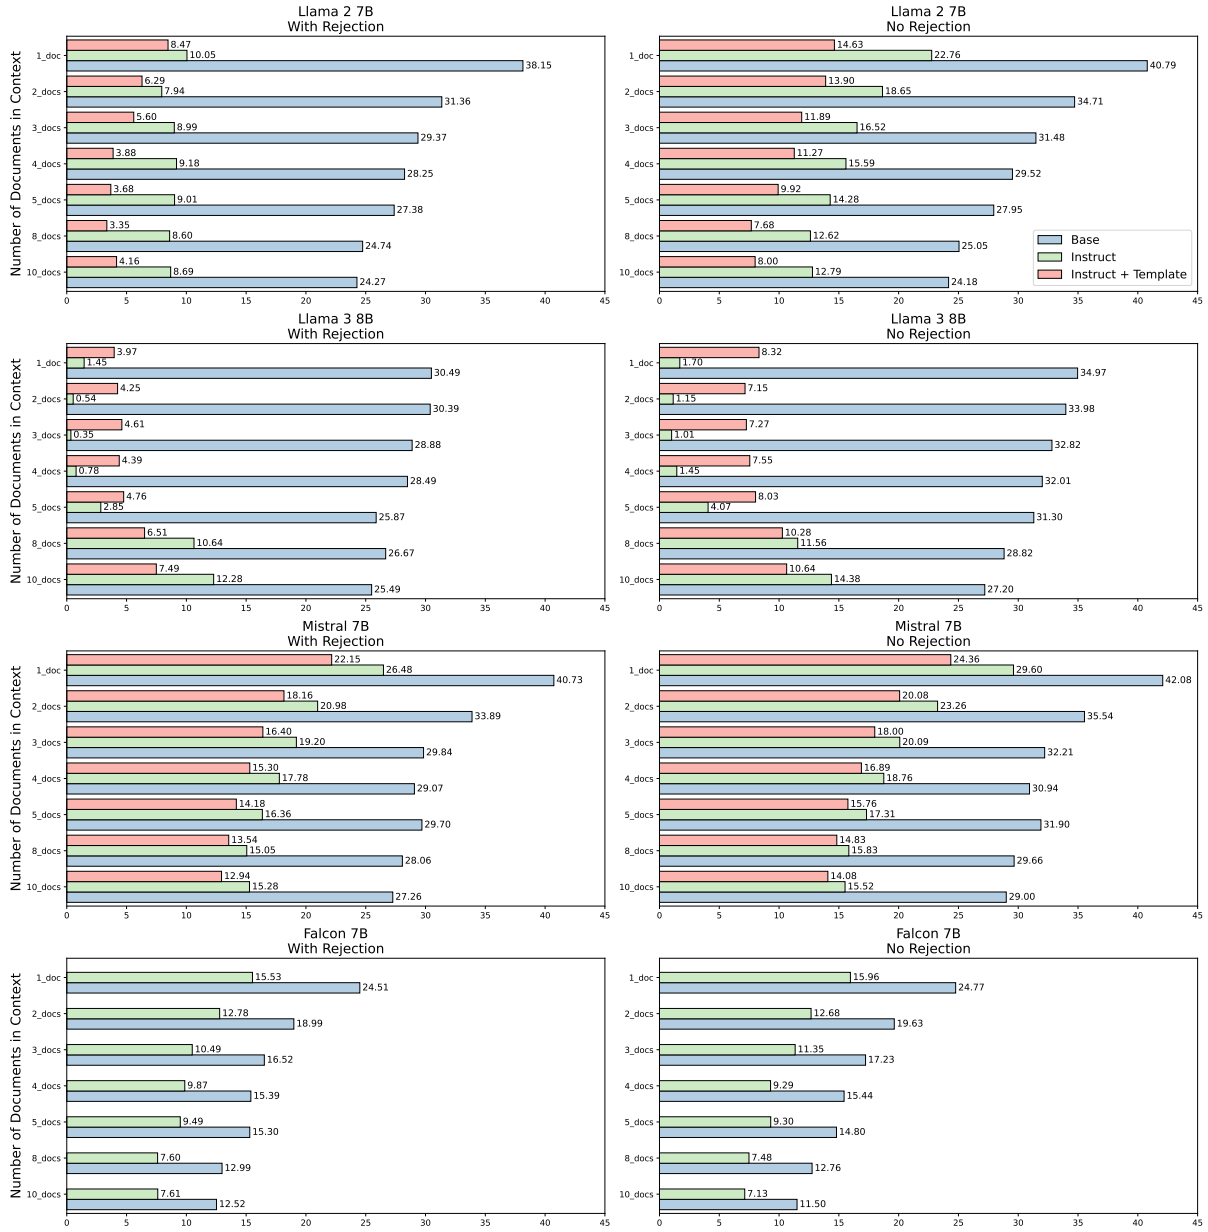 Llama 2 7B
With Rejection
Number of Documents in Context
1_doc
8.47
10.05
38.15
2_docs
6.29
7.94
31.36
3_docs
5.60
8.99
29.37
4_docs
3.88
9.18
28.25
5_docs
3.68
9.01
27.38
8_docs
3.35
8.60
24.74
10_docs
4.16
8.69
24.27
0 5 10 15 20 25 30 35 40 45
Llama 2 7B
No Rejection
1_doc
14.63
22.76
40.79
2_docs
13.90
18.65
34.71
3_docs
11.89
16.52
31.48
4_docs
11.27
15.59
29.52
5_docs
9.92
14.28
27.95
8_docs
7.68
12.62
25.05
10_docs
8.00
12.79
24.18
Base
Instruct
Instruct + Template
0 5 10 15 20 25 30 35 40 45
Llama 3 8B
With Rejection
Number of Documents in Context
1_doc
3.97
1.45
30.49
2_docs
4.25
0.54
30.39
3_docs
4.61
0.35
28.88
4_docs
4.39
0.78
28.49
5_docs
4.76
2.85
25.87
8_docs
6.51
10.64
26.67
10_docs
7.49
12.28
25.49
0 5 10 15 20 25 30 35 40 45
Llama 3 8B
No Rejection
1_doc
8.32
1.70
34.97
2_docs
7.15
1.15
33.98
3_docs
7.27
1.01
32.82
4_docs
7.55
1.45
32.01
5_docs
8.03
4.07
31.30
8_docs
10.28
11.56
28.82
10_docs
10.64
14.38
27.20
0 5 10 15 20 25 30 35 40 45
Mistral 7B
With Rejection
Number of Documents in Context
1_doc
22.15
26.48
40.73
2_docs
18.16
20.98
33.89
3_docs
16.40
19.20
29.84
4_docs
15.30
17.78
29.07
5_docs
14.18
16.36
29.70
8_docs
13.54
15.05
28.06
10_docs
12.94
15.28
27.26
0 5 10 15 20 25 30 35 40 45
Mistral 7B
No Rejection
1_doc
24.36
29.60
42.08
2_docs
20.08
23.26
35.54
3_docs
18.00
20.09
32.21
4_docs
16.89
18.76
30.94
5_docs
15.76
17.31
31.90
8_docs
14.83
15.83
29.66
10_docs
14.08
15.52
29.00
0 5 10 15 20 25 30 35 40 45
Falcon 7B
With Rejection
Number of Documents in Context
1_doc
15.53
24.51
2_docs
12.78
18.99
3_docs
10.49
16.52
4_docs
9.87
15.39
5_docs
9.49
15.30
8_docs
7.60
12.99
10_docs
7.61
12.52
0 5 10 15 20 25 30 35 40 45
Falcon 7B
No Rejection
1_doc
15.96
24.77
2_docs
12.68
19.63
3_docs
11.35
17.23
4_docs
9.29
15.44
5_docs
9.30
14.80
8_docs
7.48
12.76
10_docs
7.13
11.50
0 5 10 15 20 25 30 35 40 45